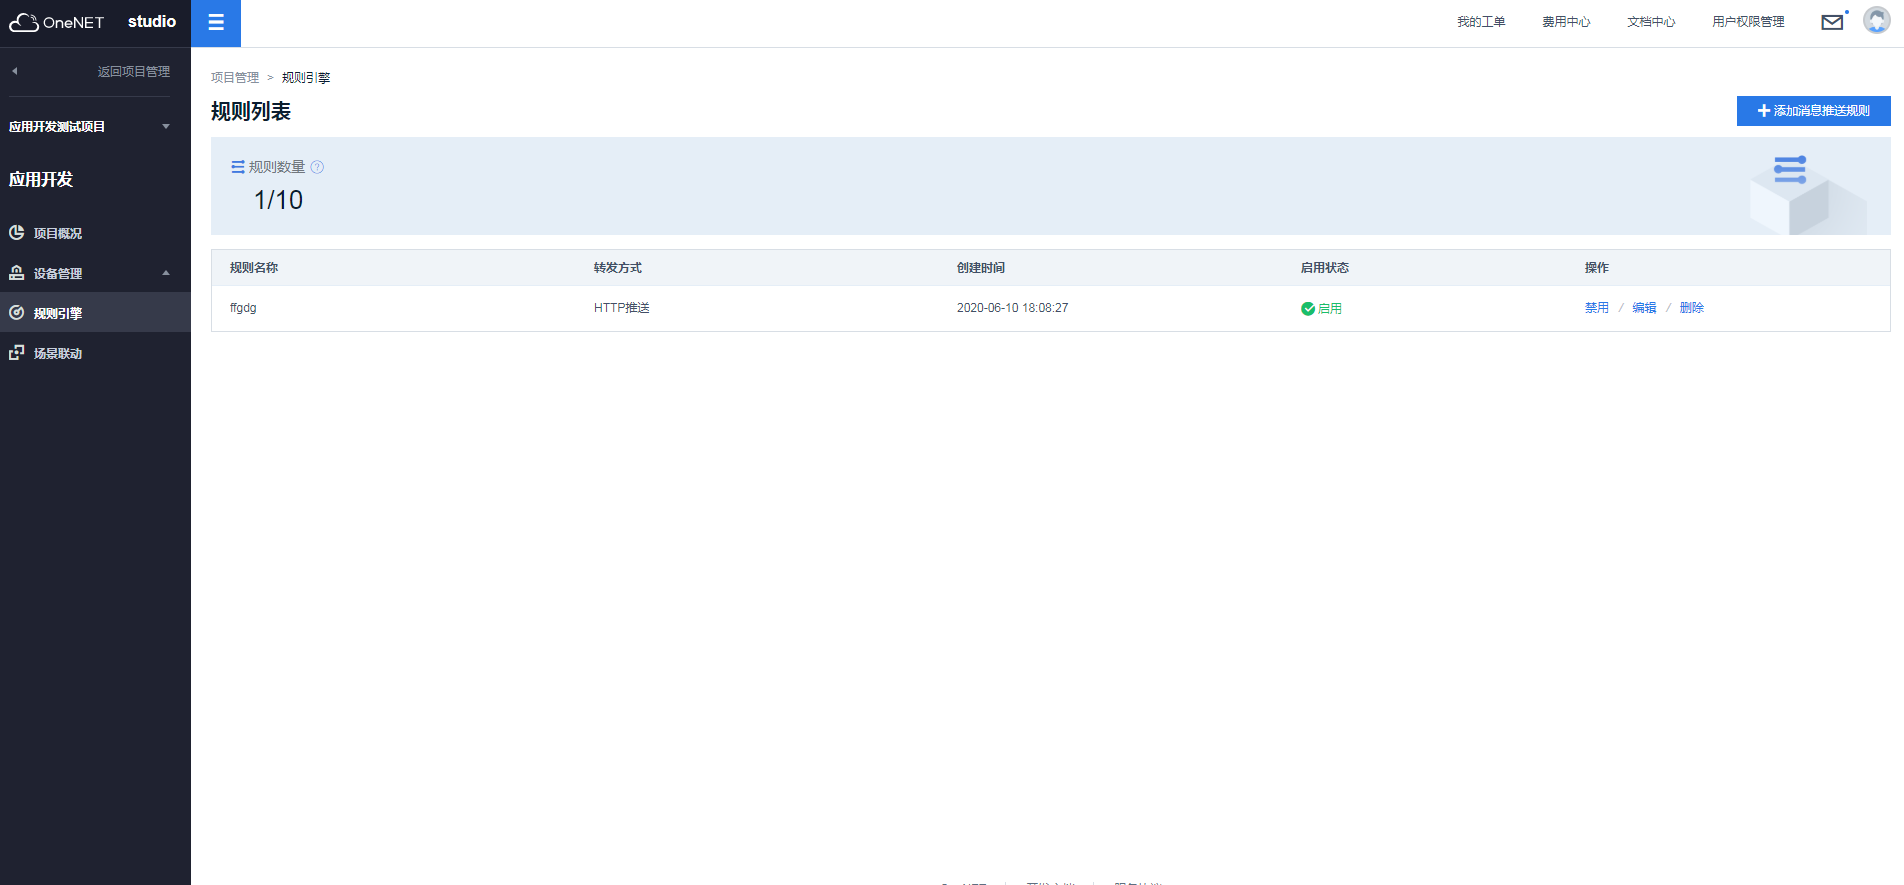 OneNET studio
我的工单 费用中心 文档中心 用户权限管理
返回项目管理
应用开发测试项目
应用开发
项目概况
设备管理
规则引擎
场景联动
项目管理 > 规则引擎
规则列表
添加消息推送规则
规则数量
1/10
规则名称 转发方式 创建时间 启用状态 操作
ffgdg HTTP推送 2020-06-10 18:08:27 启用 禁用 / 编辑 / 删除